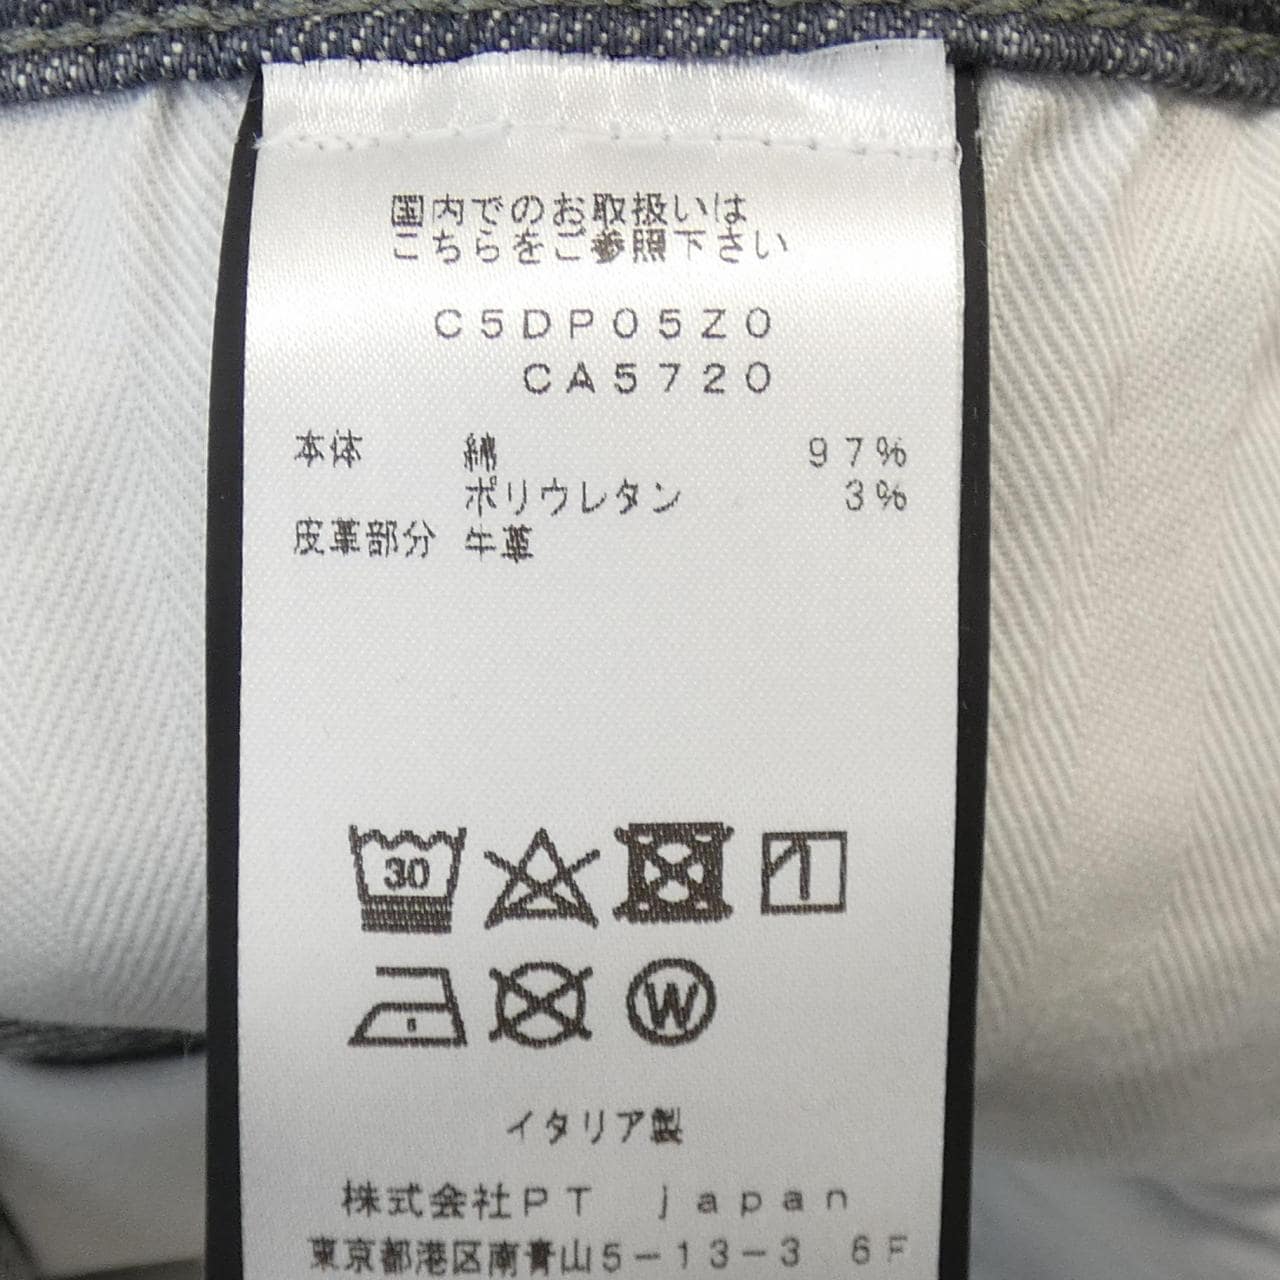 国内でのお取扱いは
こちらをご参照下さい
C5DP05Z0
CA5720
本体 綿 97%
ポリウレタン 3%
皮革部分 牛革
30
W
イタリア製
株式会社PT japan
東京都港区南青山5-13-3 6F